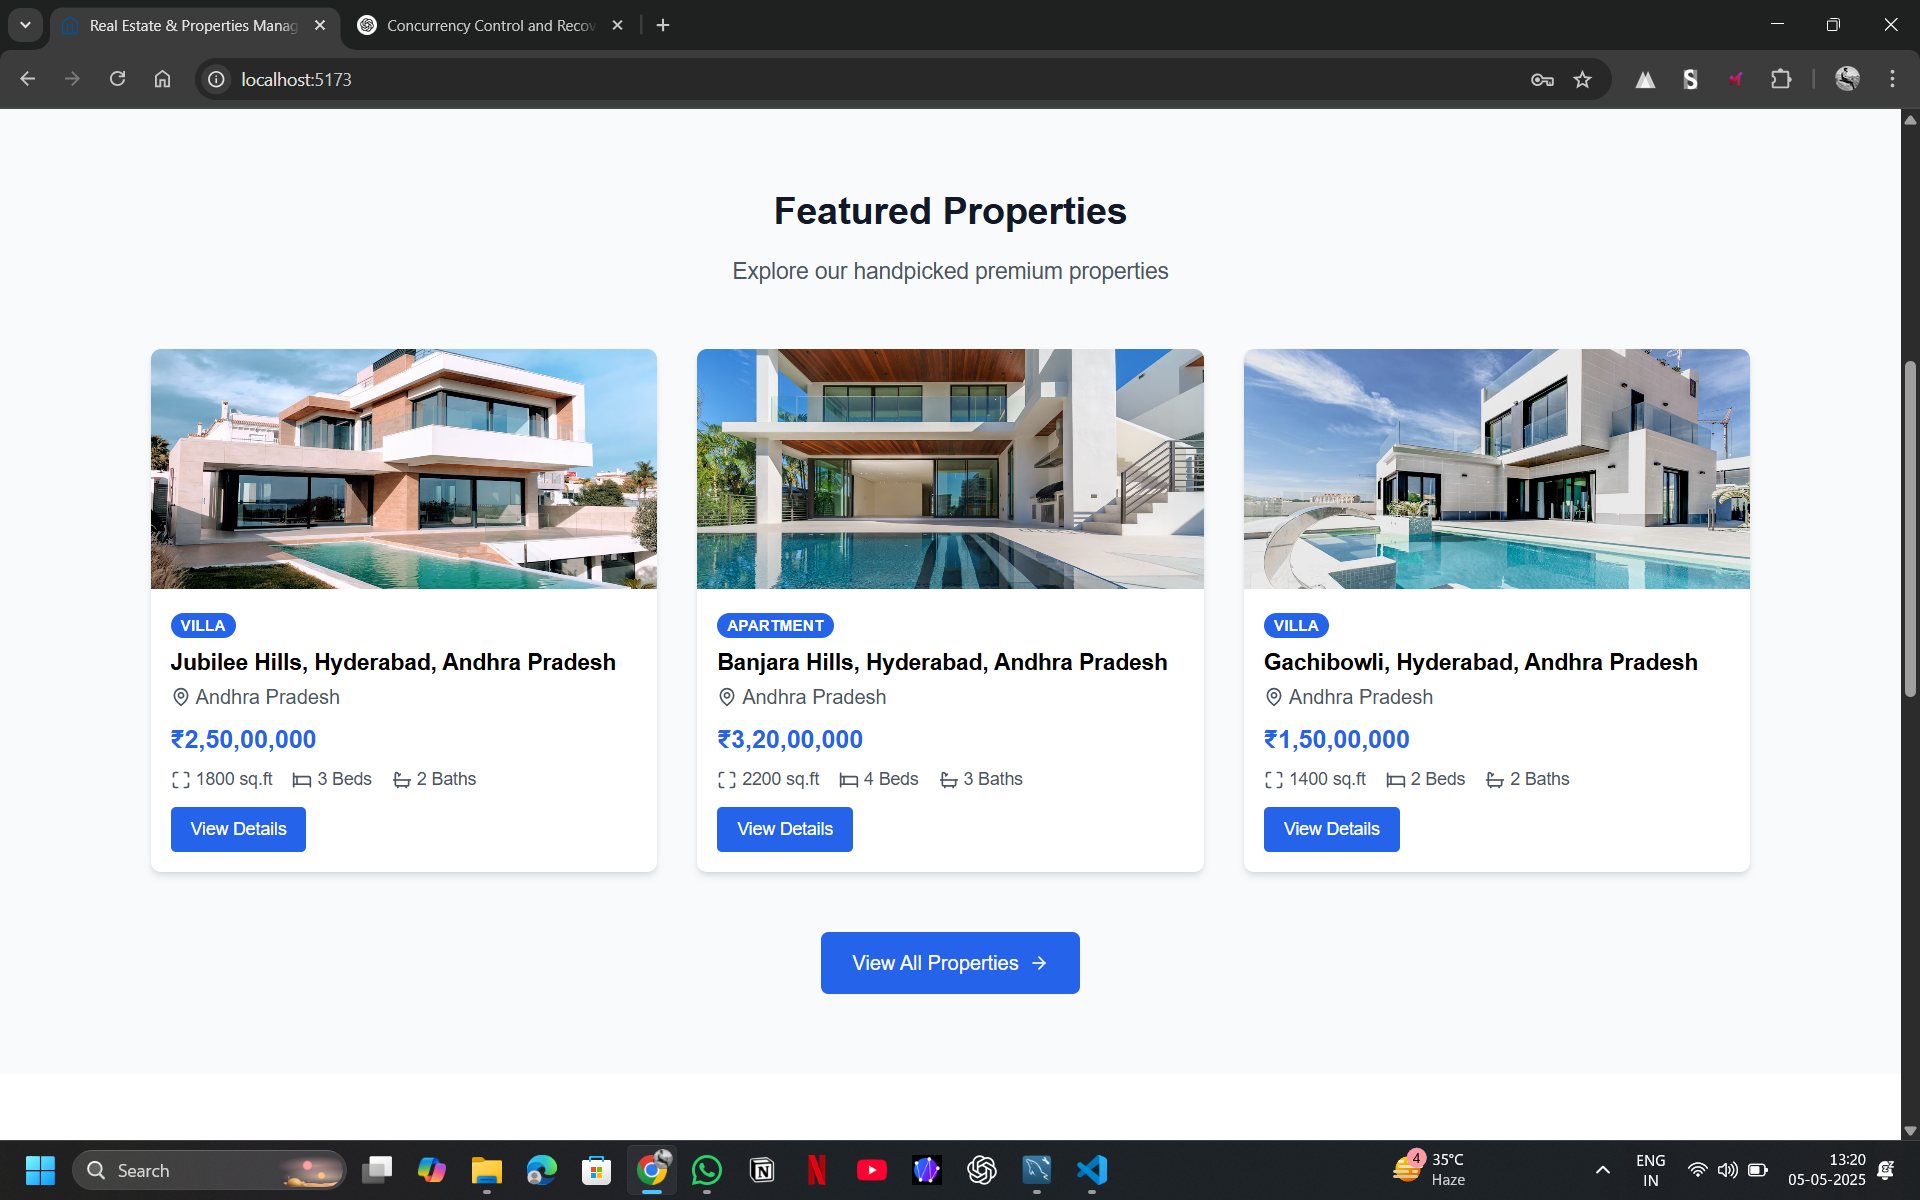 Real Estate & Properties Manag
Concurrency Control and Recov
localhost:5173
Featured Properties
Explore our handpicked premium properties
VILLA
Jubilee Hills, Hyderabad, Andhra Pradesh
Andhra Pradesh
₹2,50,00,000
1800 sq.ft 3 Beds 2 Baths
View Details
APARTMENT
Banjara Hills, Hyderabad, Andhra Pradesh
Andhra Pradesh
₹3,20,00,000
2200 sq.ft 4 Beds 3 Baths
View Details
VILLA
Gachibowli, Hyderabad, Andhra Pradesh
Andhra Pradesh
₹1,50,00,000
1400 sq.ft 2 Beds 2 Baths
View Details
View All Properties
Search
4
35°C
Haze
ENG
IN
13:20
05-05-2025